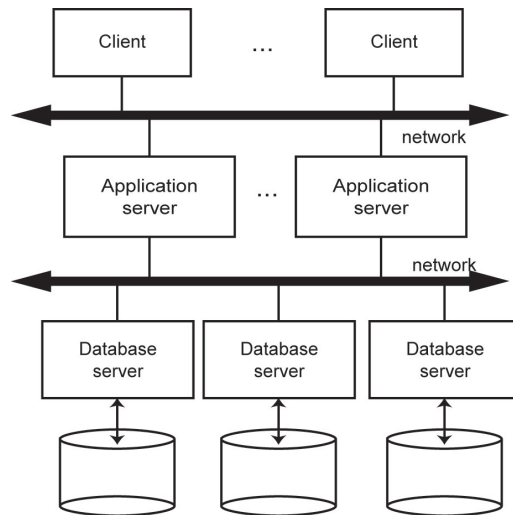 Client
...
Client
network
Application
server
...
Application
server
network
Database
server
Database
server
Database
server